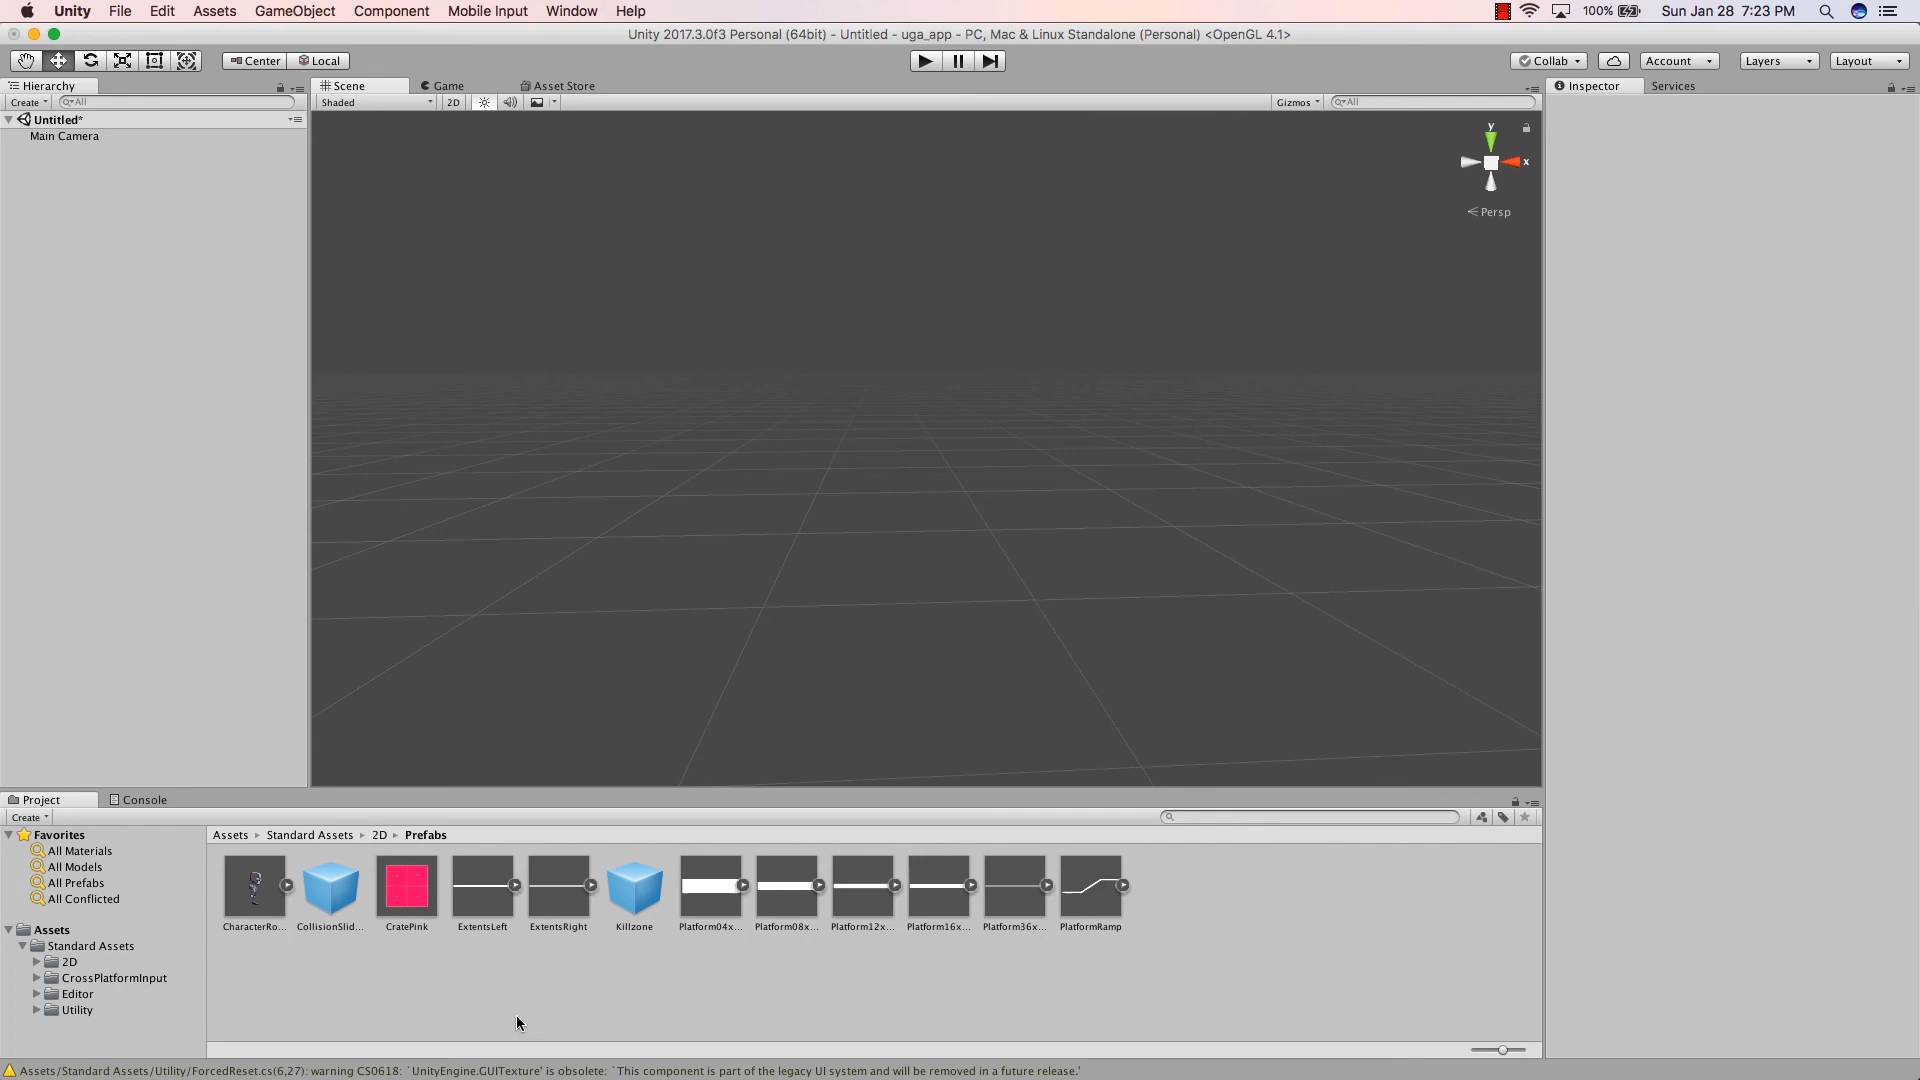 Unity File Edit Assets GameObject Component Mobile Input Window Help 100% Sun Jan 28 7:23 PM
Unity 2017.3.0f3 Personal (64bit) - Untitled - uga_app - PC, Mac & Linux Standalone (Personal) <OpenGL 4.1>
Center Local Collab Account Layers Layout
Hierarchy Scene Game Asset Store Inspector Services
Create All Shaded 2D Gizmos All
Untitled*
Main Camera
y
x
Persp
Project Console
Create
Favorites Assets Standard Assets 2D Prefabs
All Materials
All Models
All Prefabs
All Conflicted
CharacterRo... CollisionSlid... CratePink ExtentsLeft ExtentsRight Killzone Platform04x... Platform08x... Platform12x... Platform16x... Platform36x... PlatformRamp
Assets
Standard Assets
2D
CrossPlatformInput
Editor
Utility
Assets/Standard Assets/Utility/ForcedReset.cs(6,27): warning CS0618: `UnityEngine.GUITexture' is obsolete: `This component is part of the legacy UI system and will be removed in a future release.'